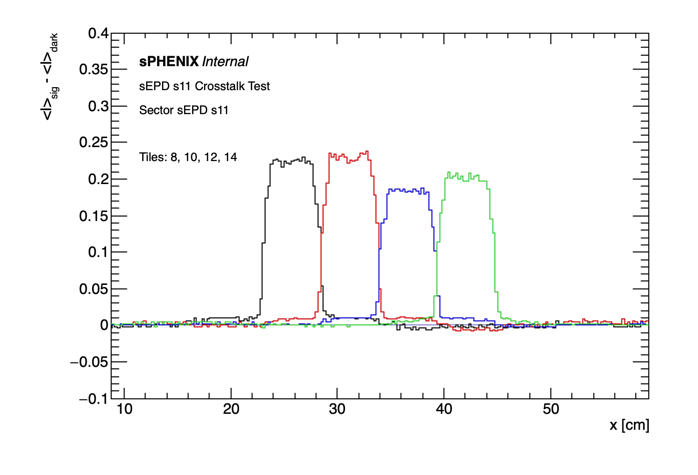 0.4
<I>sig - <I>dark
sPHENIX Internal
0.35
sEPD s11 Crosstalk Test
0.3
Sector sEPD s11
0.25
Tiles: 8, 10, 12, 14
0.2
0.15
0.1
0.05
0
−0.05
−0.1
10 20 30 40 50
x [cm]